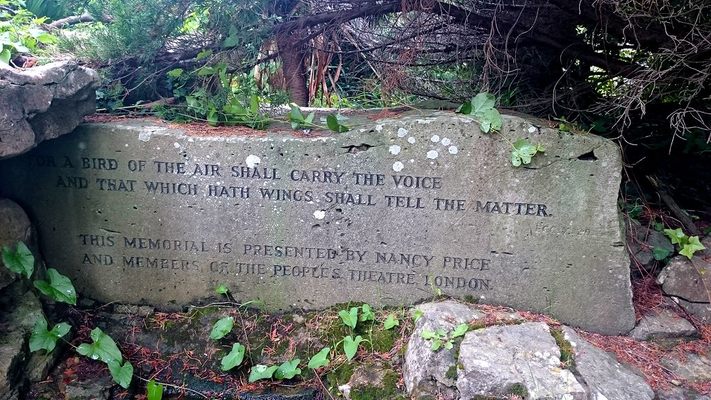 FOR A BIRD OF THE AIR SHALL CARRY THE VOICE
AND THAT WHICH HATH WINGS SHALL TELL THE MATTER.
THIS MEMORIAL IS PRESENTED BY NANCY PRICE
AND MEMBERS OF THE PEOPLES THEATRE LONDON.